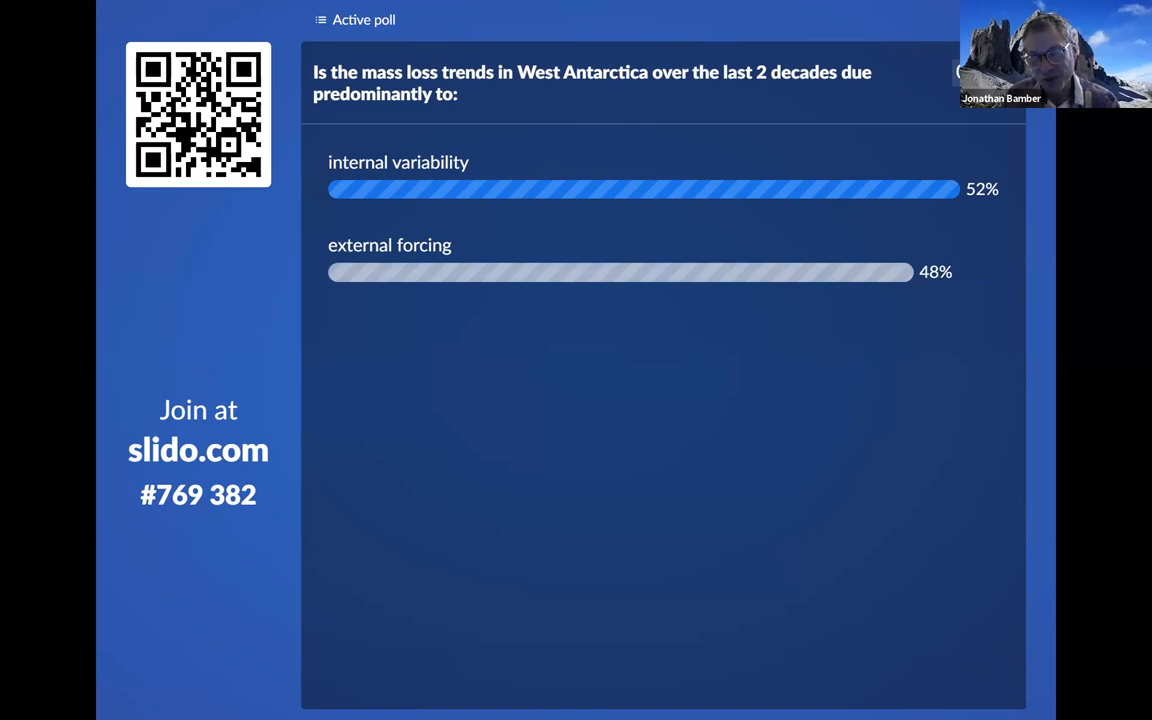 Active poll
Is the mass loss trends in West Antarctica over the last 2 decades due
predominantly to:
Jonathan Bamber
internal variability
52%
external forcing
48%
Join at
slido.com
#769 382